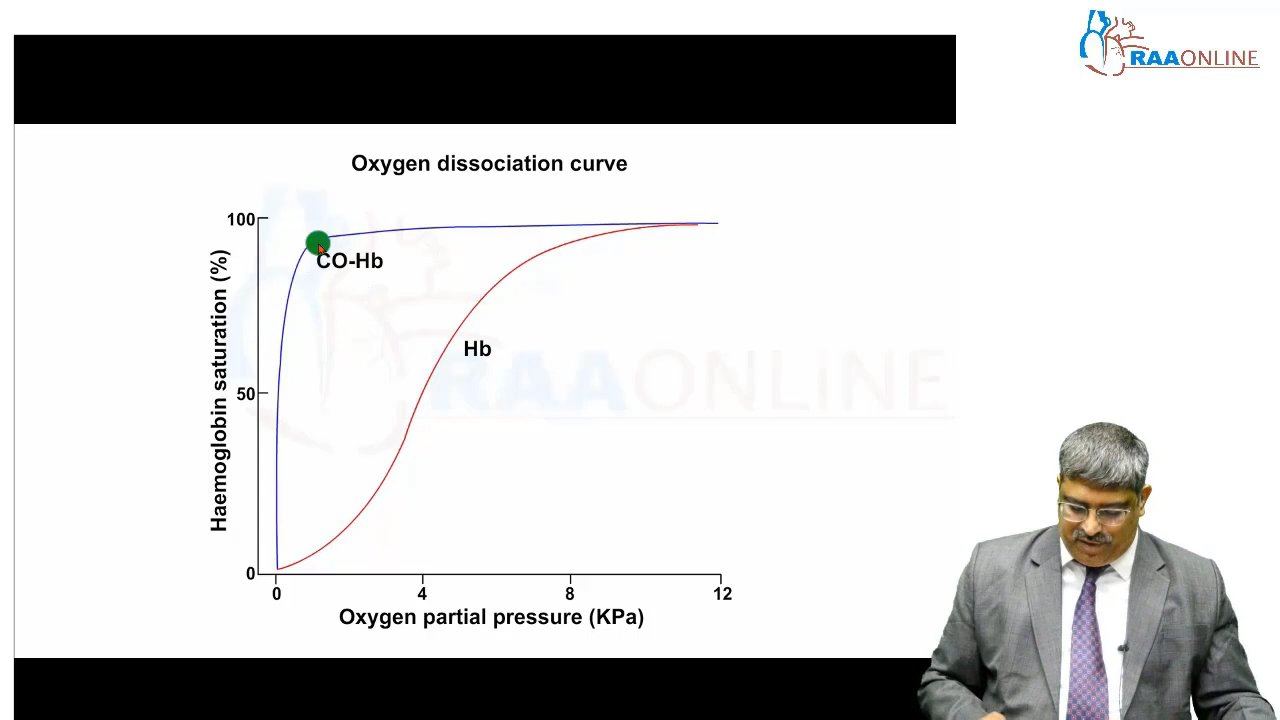 RAAONLINE
Oxygen dissociation curve
100
CO-Hb
Hb
50
0
Haemoglobin saturation (%)
RAAONLINE
0 4 8 12
Oxygen partial pressure (KPa)